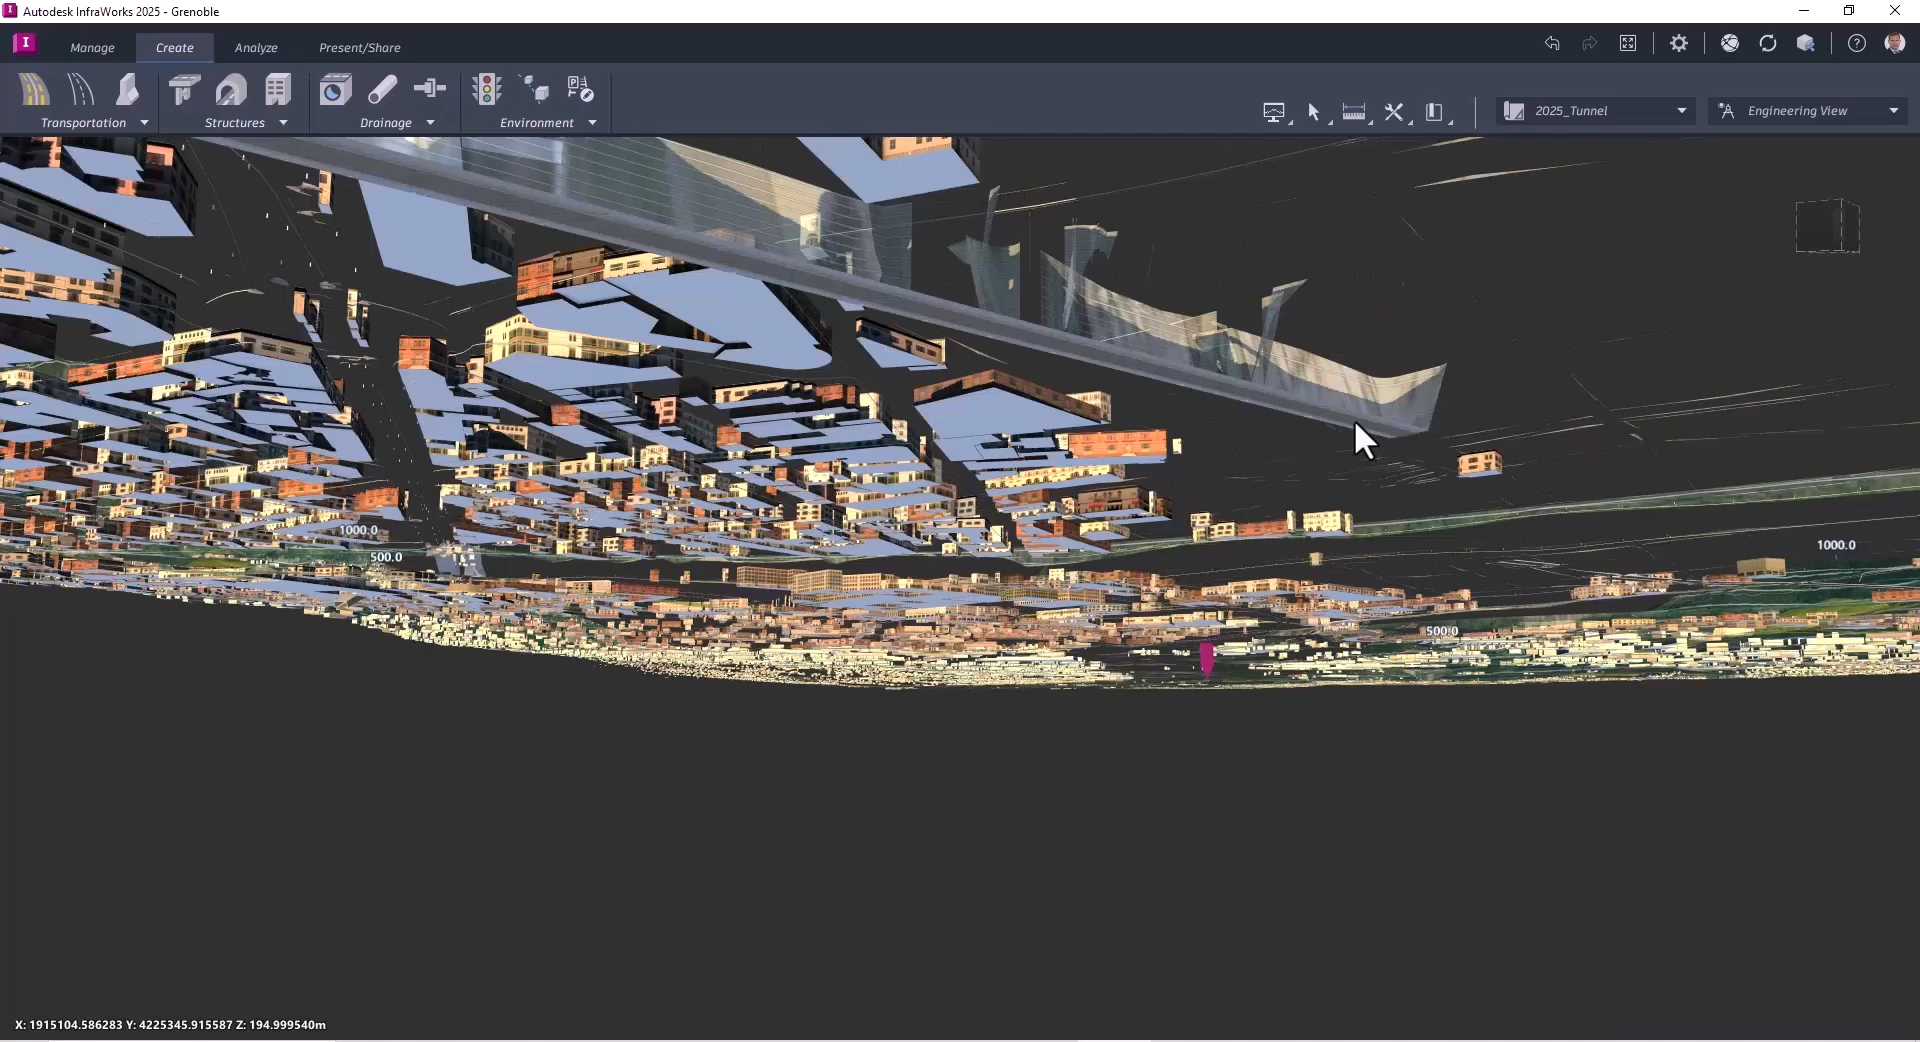 Autodesk InfraWorks 2025 - Grenoble
Manage
Create
Analyze
Present/Share
Transportation
Structures
Drainage
Environment
2025_Tunnel
Engineering View
1000.0
500.0
1000.0
500.0
X: 1915104.586283 Y: 4225345.915587 Z: 194.999540m